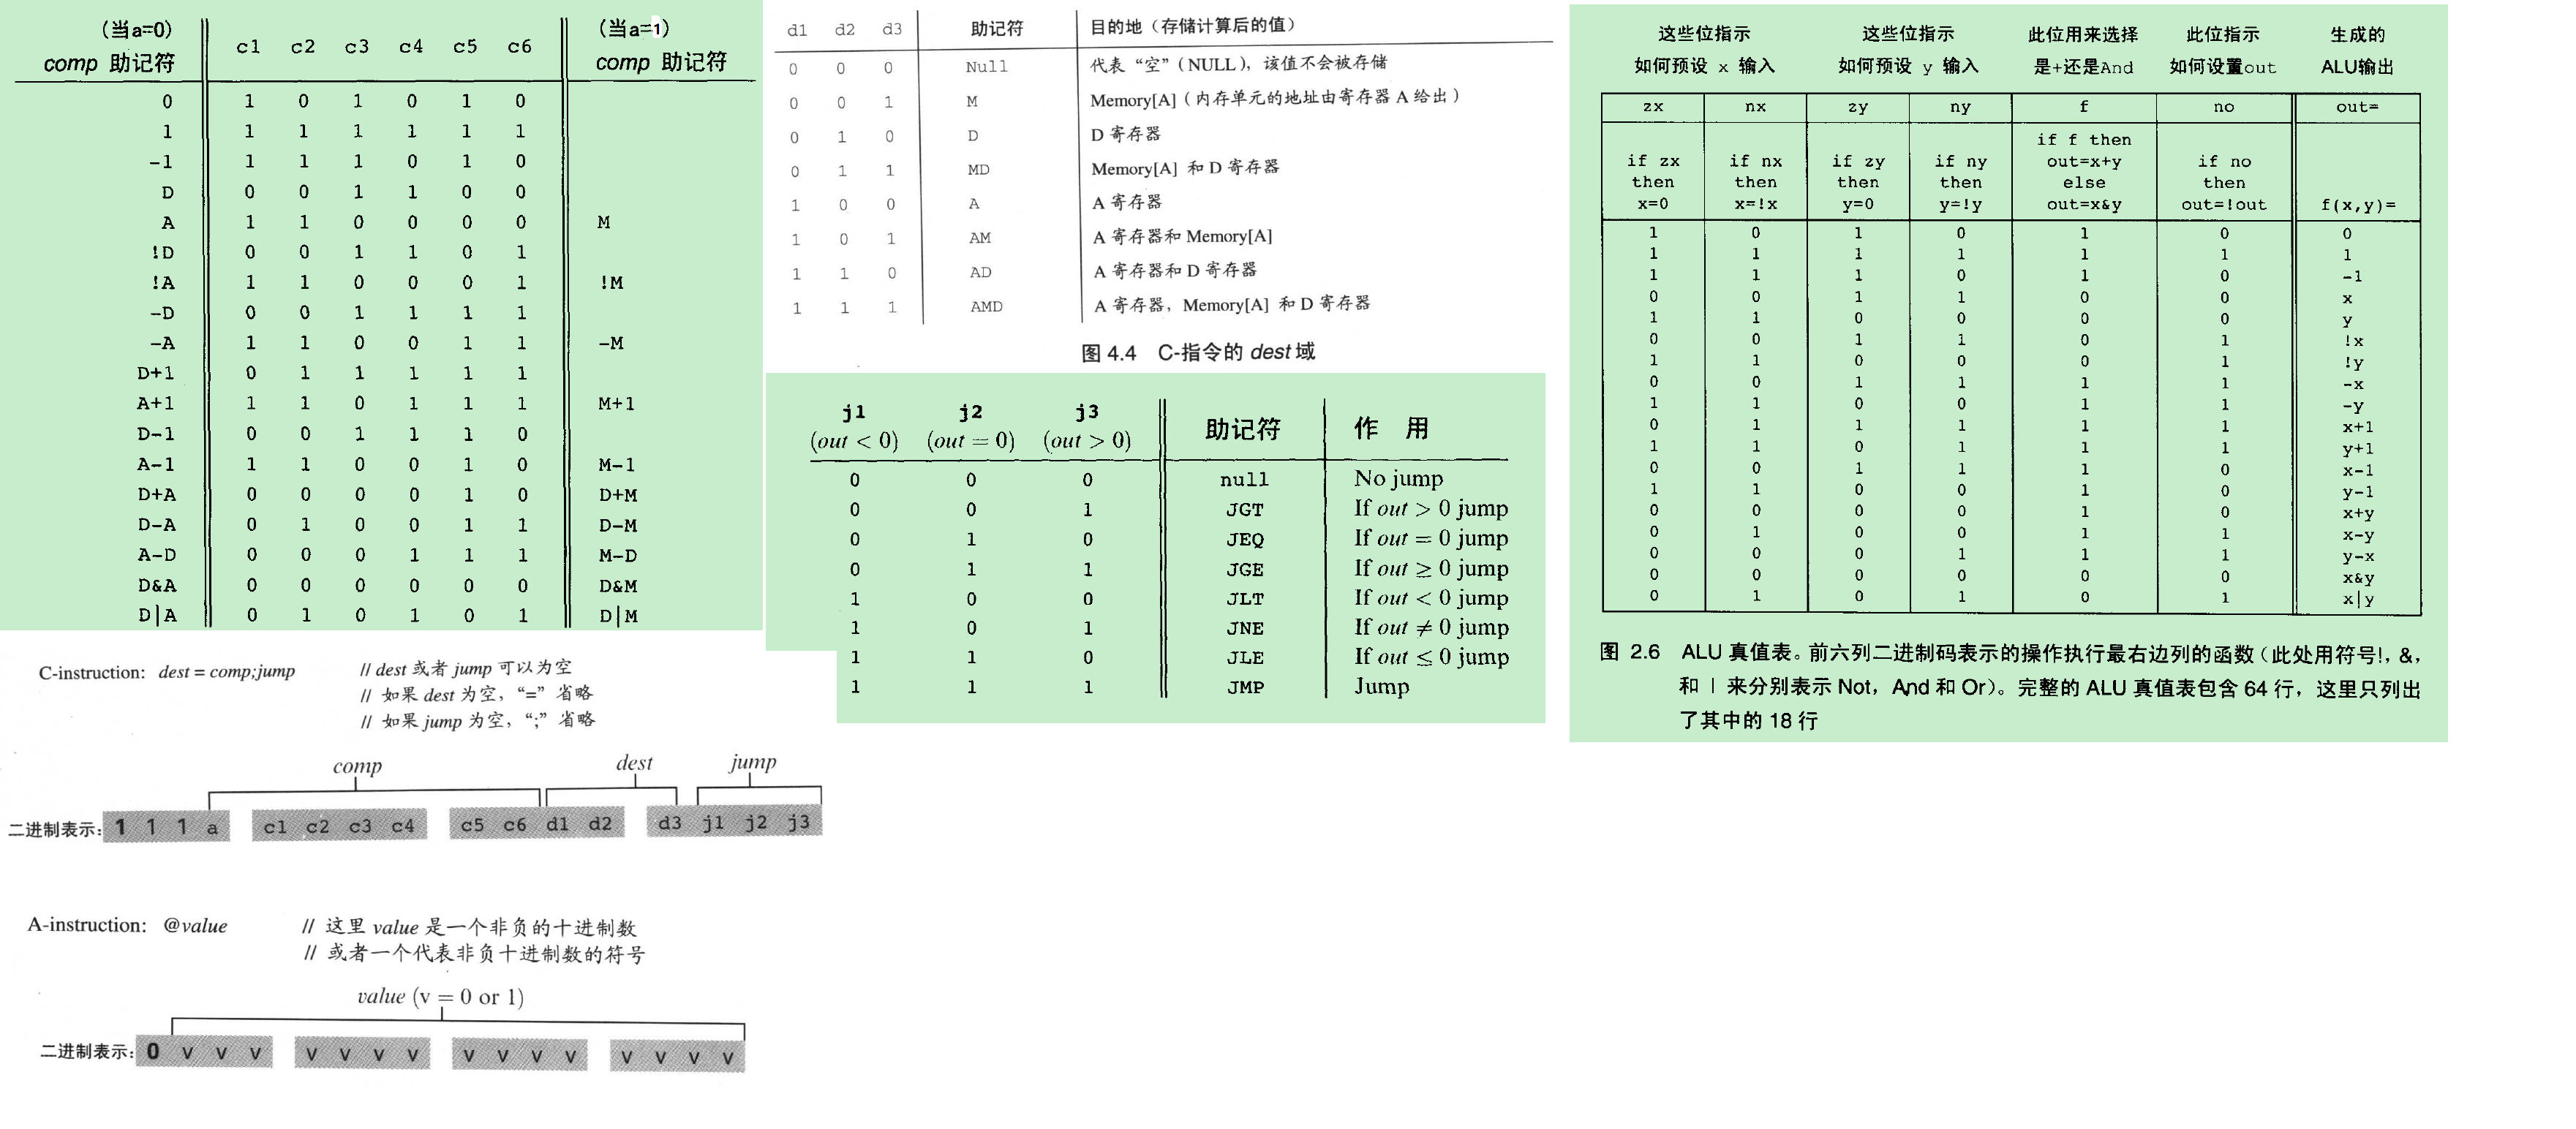 (当a=0) (当a=1)
comp 助记符 c1 c2 c3 c4 c5 c6 comp 助记符
0 1 0 1 0 1 0
1 1 1 1 1 1 1
-1 1 1 1 0 1 0
D 0 0 1 1 0 0
A 1 1 0 0 0 0 M
!D 0 0 1 1 0 1
!A 1 1 0 0 0 1 !M
-D 0 0 1 1 1 1
-A 1 1 0 0 1 1 -M
D+1 0 1 1 1 1 1
A+1 1 1 0 1 1 1 M+1
D-1 0 0 1 1 1 0
A-1 1 1 0 0 1 0 M-1
D+A 0 0 0 0 1 0 D+M
D-A 0 1 0 0 1 1 D-M
A-D 0 0 0 1 1 1 M-D
D&A 0 0 0 0 0 0 D&M
D|A 0 1 0 1 0 1 D|M
C-instruction: dest = comp;jump // dest 或者 jump 可以为空
// 如果 dest 为空，“=” 省略
// 如果 jump 为空，“;” 省略
comp dest jump
二进制表示: 1 1 1 a c1 c2 c3 c4 c5 c6 d1 d2 d3 j1 j2 j3
A-instruction: @value // 这里 value 是一个非负的十进制数
// 或者一个代表非负十进制数的符号
value (v = 0 or 1)
二进制表示: 0 v v v v v v v v v v v v v v v
d1 d2 d3 助记符 目的地（存储计算后的值）
0 0 0 Null 代表“空”（NULL），该值不会被存储
0 0 1 M Memory[A]（内存单元的地址由寄存器 A 给出）
0 1 0 D D 寄存器
0 1 1 MD Memory[A] 和 D 寄存器
1 0 0 A A 寄存器
1 0 1 AM A 寄存器和 Memory[A]
1 1 0 AD A 寄存器和 D 寄存器
1 1 1 AMD A 寄存器，Memory[A] 和 D 寄存器
图 4.4 C-指令的 dest 域
j1 j2 j3 助记符 作 用
(out < 0) (out = 0) (out > 0)
0 0 0 null No jump
0 0 1 JGT If out > 0 jump
0 1 0 JEQ If out = 0 jump
0 1 1 JGE If out ≥ 0 jump
1 0 0 JLT If out < 0 jump
1 0 1 JNE If out ≠ 0 jump
1 1 0 JLE If out ≤ 0 jump
1 1 1 JMP Jump
这些位指示 这些位指示 此位用来选择 此位指示 生成的
如何预设 x 输入 如何预设 y 输入 是+还是And 如何设置out ALU输出
zx nx zy ny f no out=
if f then
if zx if nx if zy if ny out=x+y if no
then then then then else then
x=0 x=!x y=0 y=!y out=x&y out=!out f(x,y)=
1 0 1 0 1 0 0
1 1 1 1 1 1 1
1 1 1 0 1 0 -1
0 0 1 1 0 0 x
1 1 0 0 0 0 y
0 0 1 1 0 1 !x
1 1 0 0 0 1 !y
0 0 1 1 1 1 -x
1 1 0 0 1 1 -y
0 1 1 1 1 1 x+1
1 1 0 1 1 1 y+1
0 0 1 1 1 0 x-1
1 1 0 0 1 0 y-1
0 0 0 0 1 0 x+y
0 1 0 0 1 1 x-y
0 0 0 1 1 1 y-x
0 0 0 0 0 0 x&y
0 1 0 1 0 1 x|y
图 2.6 ALU 真值表。前六列二进制码表示的操作执行最右边列的函数（此处用符号!，&，
和 | 来分别表示 Not，And 和 Or）。完整的 ALU 真值表包含 64 行，这里只列出
了其中的 18 行